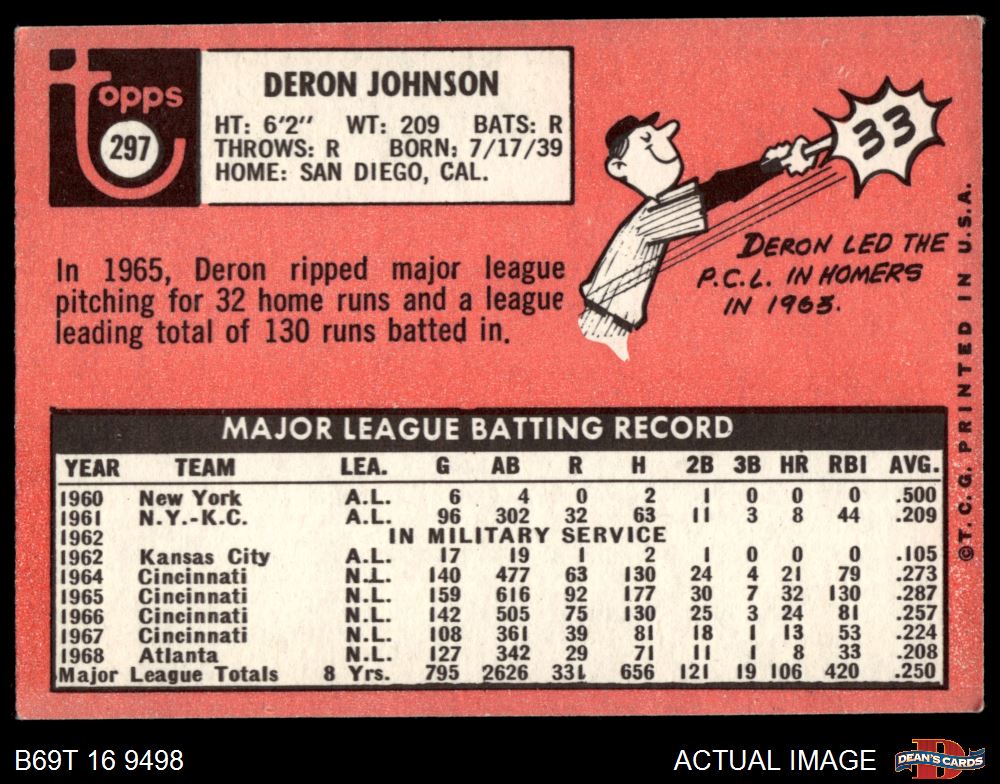 topps
297
DERON JOHNSON
HT: 6'2" WT: 209 BATS: R
THROWS: R BORN: 7/17/39
HOME: SAN DIEGO, CAL.
33
DERON LED THE
P.C.L. IN HOMERS
IN 1963.
In 1965, Deron ripped major league
pitching for 32 home runs and a league
leading total of 130 runs batted in.
©T.C.G. PRINTED IN U.S.A.
MAJOR LEAGUE BATTING RECORD
YEAR TEAM LEA. G AB R H 2B 3B HR RBI AVG.
1960 New York A.L. 6 4 0 2 1 0 0 0 .500
1961 N.Y.-K.C. A.L. 96 302 32 63 11 3 8 44 .209
1962 IN MILITARY SERVICE
1962 Kansas City A.L. 17 19 1 2 1 0 0 0 .105
1964 Cincinnati N.L. 140 477 63 130 24 4 21 79 .273
1965 Cincinnati N.L. 159 616 92 177 30 7 32 130 .287
1966 Cincinnati N.L. 142 505 75 130 25 3 24 81 .257
1967 Cincinnati N.L. 108 361 39 81 18 1 13 53 .224
1968 Atlanta N.L. 127 342 29 71 11 1 8 33 .208
Major League Totals 8 Yrs. 795 2626 331 656 121 19 106 420 .250
B69T 16 9498
ACTUAL IMAGE
DEAN'S CARDS